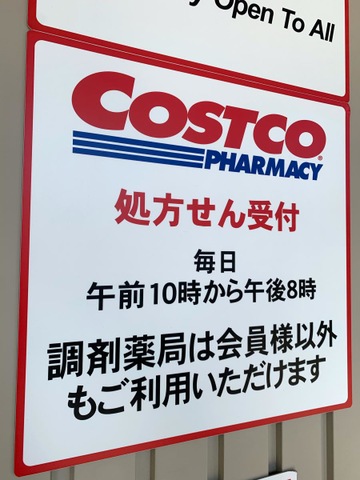 Open To All
COSTCO
PHARMACY
処方せん受付
毎日
午前10時から午後8時
調剤薬局は会員様以外
もご利用いただけます